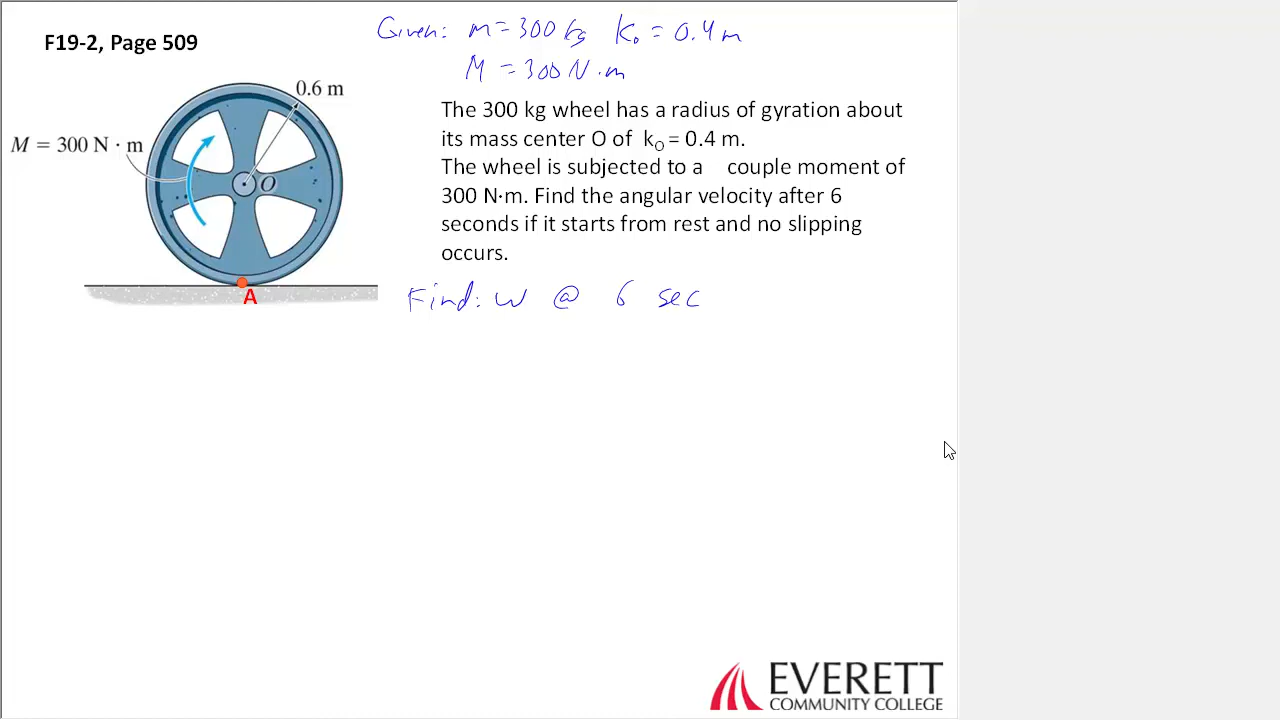 F19-2, Page 509
Given: m = 300 kg k₀ = 0.4 m
M = 300 N·m
0.6 m
M = 300 N · m
O
A
The 300 kg wheel has a radius of gyration about
its mass center O of k_O = 0.4 m.
The wheel is subjected to a couple moment of
300 N·m. Find the angular velocity after 6
seconds if it starts from rest and no slipping
occurs.
Find: ω @ 6 sec
EVERETT
COMMUNITY COLLEGE